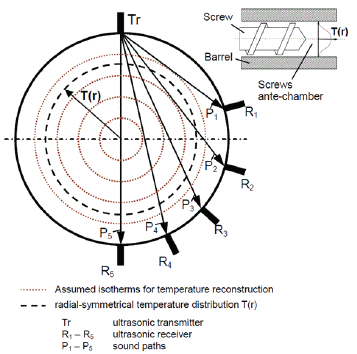 Tr
Screw
T(r)
Barrel
Screws
ante-chamber
T(r)
P1
R1
P2
R2
P3
R3
P4
R4
P5
R5
Assumed isotherms for temperature reconstruction
radial-symmetrical temperature distribution T(r)
Tr ultrasonic transmitter
R1 – R5 ultrasonic receiver
P1 – P5 sound paths